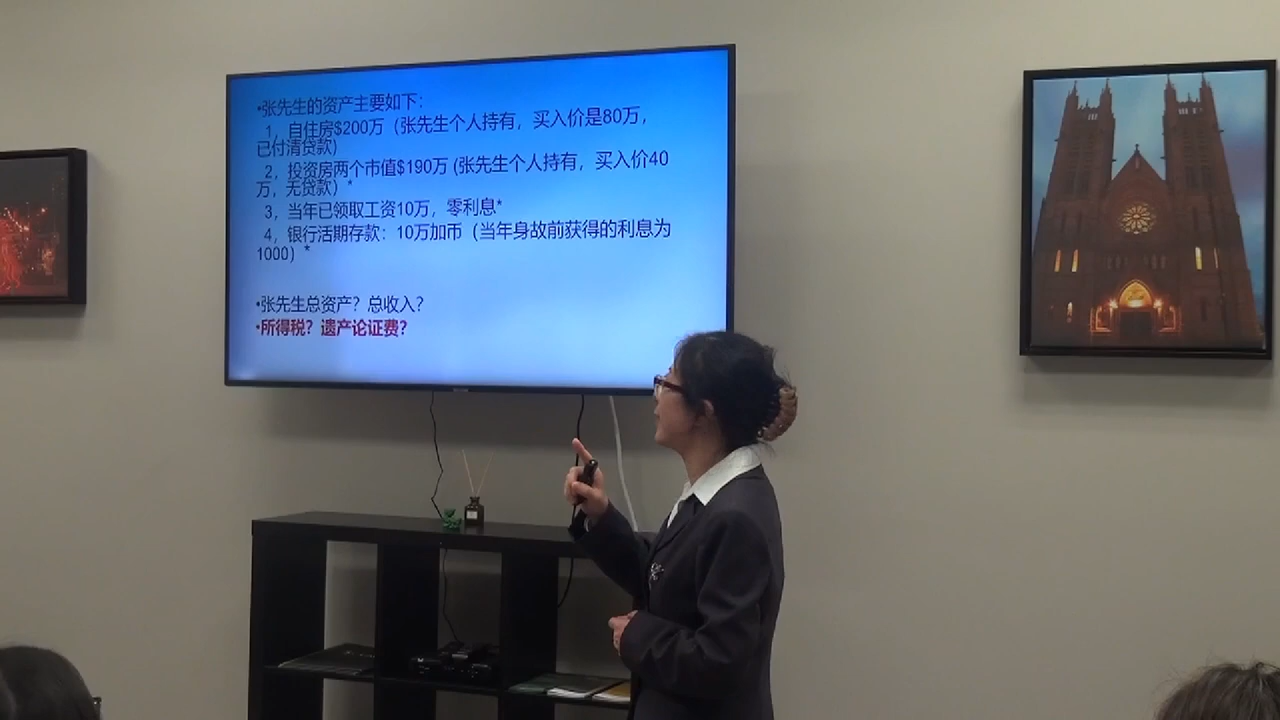 •张先生的资产主要如下：
1，自住房$200万（张先生个人持有，买入价是80万，
已付清贷款)
2，投资房两个市值$190万 (张先生个人持有，买入价40
万，无贷款）*
3，当年已领取工资10万，零利息*
4，银行活期存款：10万加币（当年身故前获得的利息为
1000）*
•张先生总资产？总收入？
•所得税？遗产论证费？